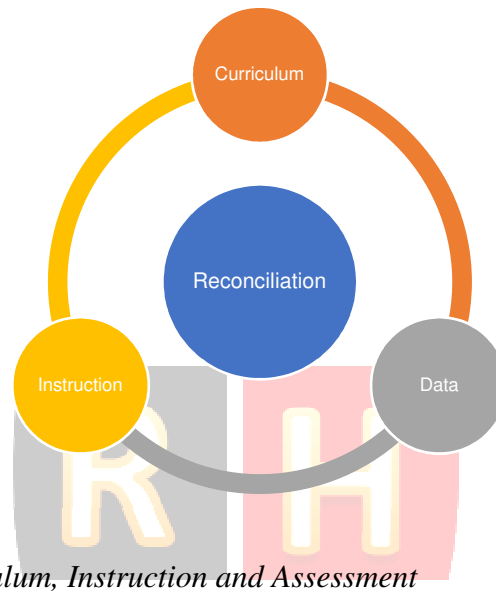 Curriculum
Reconciliation
Instruction
Data
R H
Instruction and Assessment